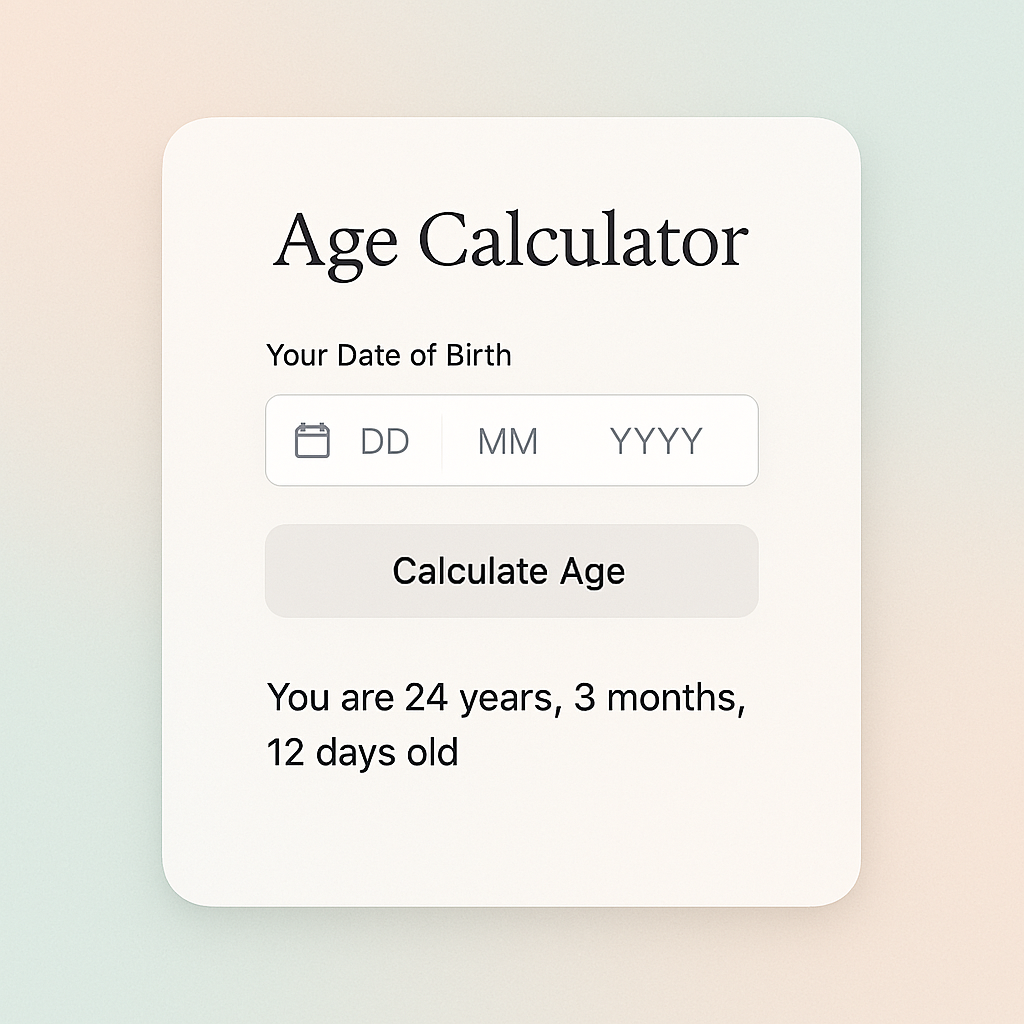 Age Calculator
Your Date of Birth
DD MM YYYY
Calculate Age
You are 24 years, 3 months,
12 days old